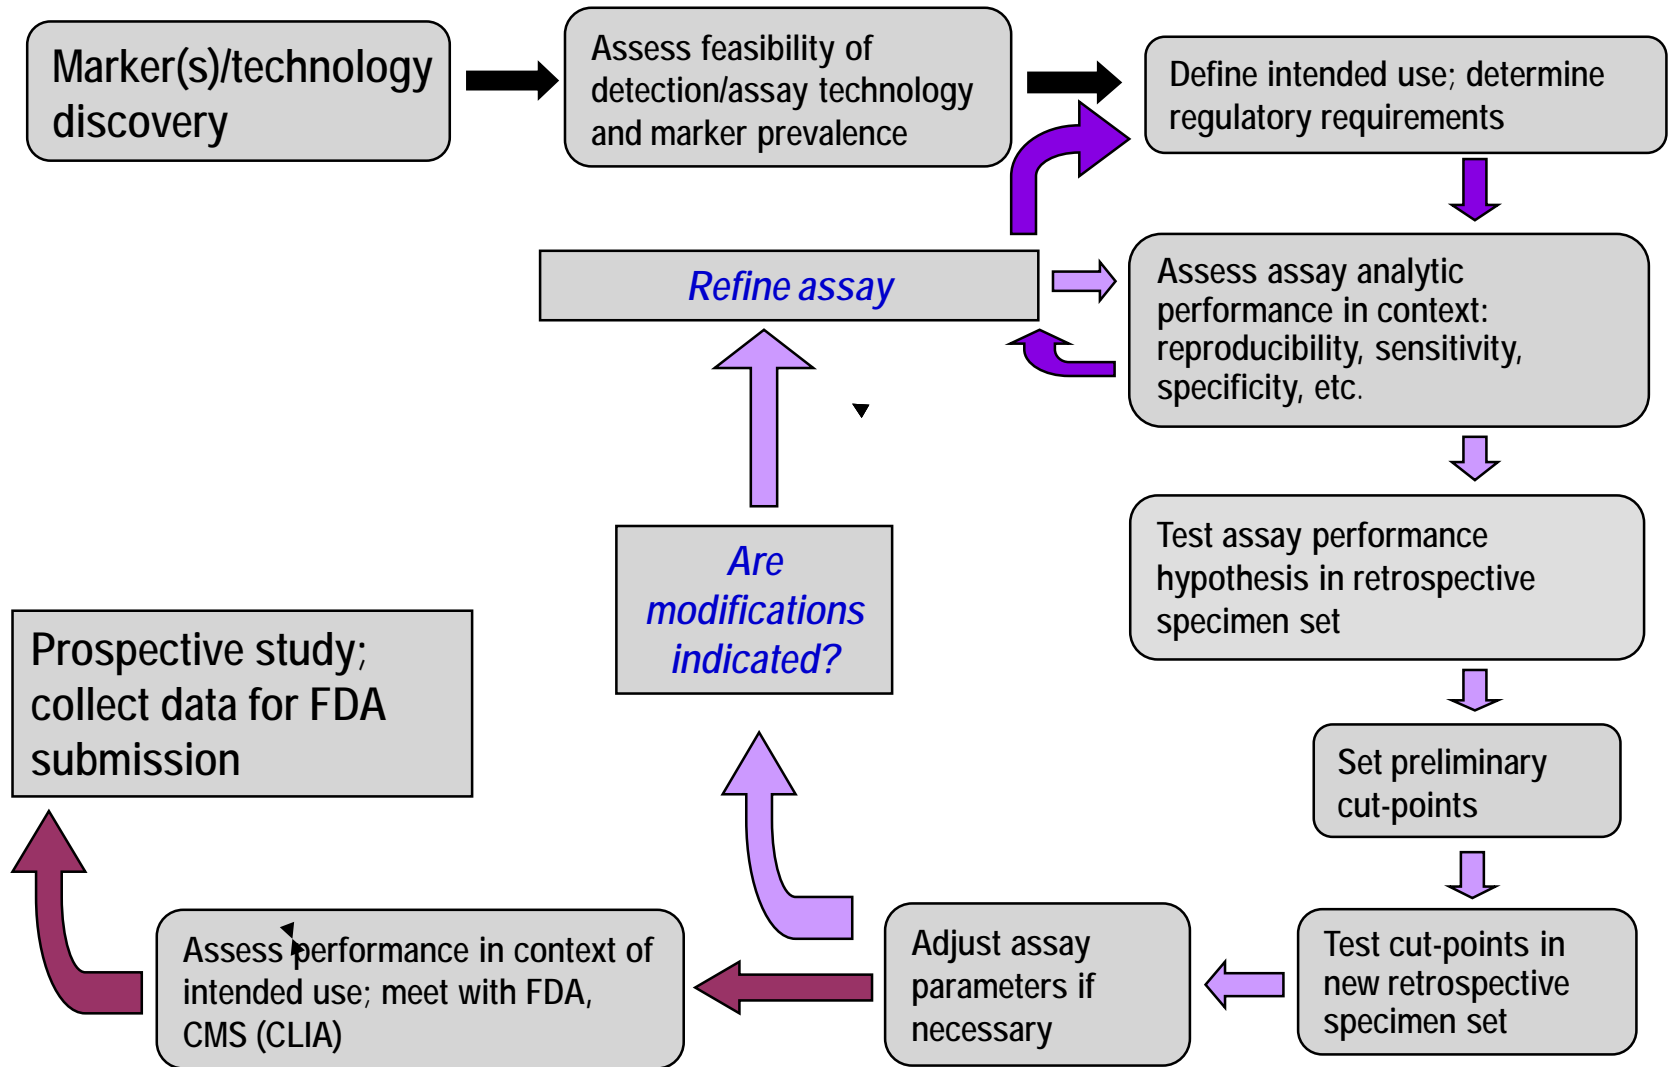 Marker(s)/technology
discovery
Assess feasibility of
detection/assay technology
and marker prevalence
Define intended use; determine
regulatory requirements
Refine assay
Assess assay analytic
performance in context:
reproducibility, sensitivity,
specificity, etc.
Are
modifications
indicated?
Test assay performance
hypothesis in retrospective
specimen set
Prospective study;
collect data for FDA
submission
Set preliminary
cut-points
Assess performance in context of
intended use; meet with FDA,
CMS (CLIA)
Adjust assay
parameters if
necessary
Test cut-points in
new retrospective
specimen set